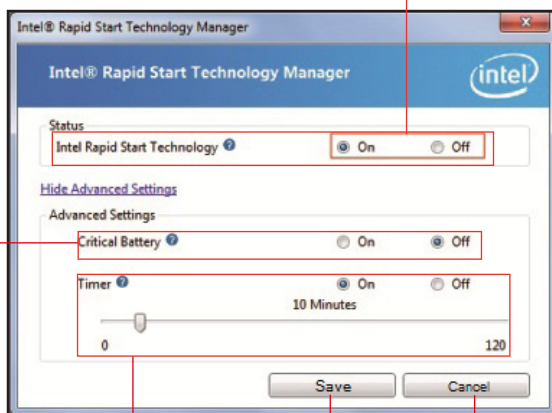 Intel® Rapid Start Technology Manager
Intel® Rapid Start Technology Manager
intel
Status
Intel Rapid Start Technology ? On Off
Hide Advanced Settings
Advanced Settings
Critical Battery ? On Off
Timer ? On Off
10 Minutes
0 120
Save Cancel